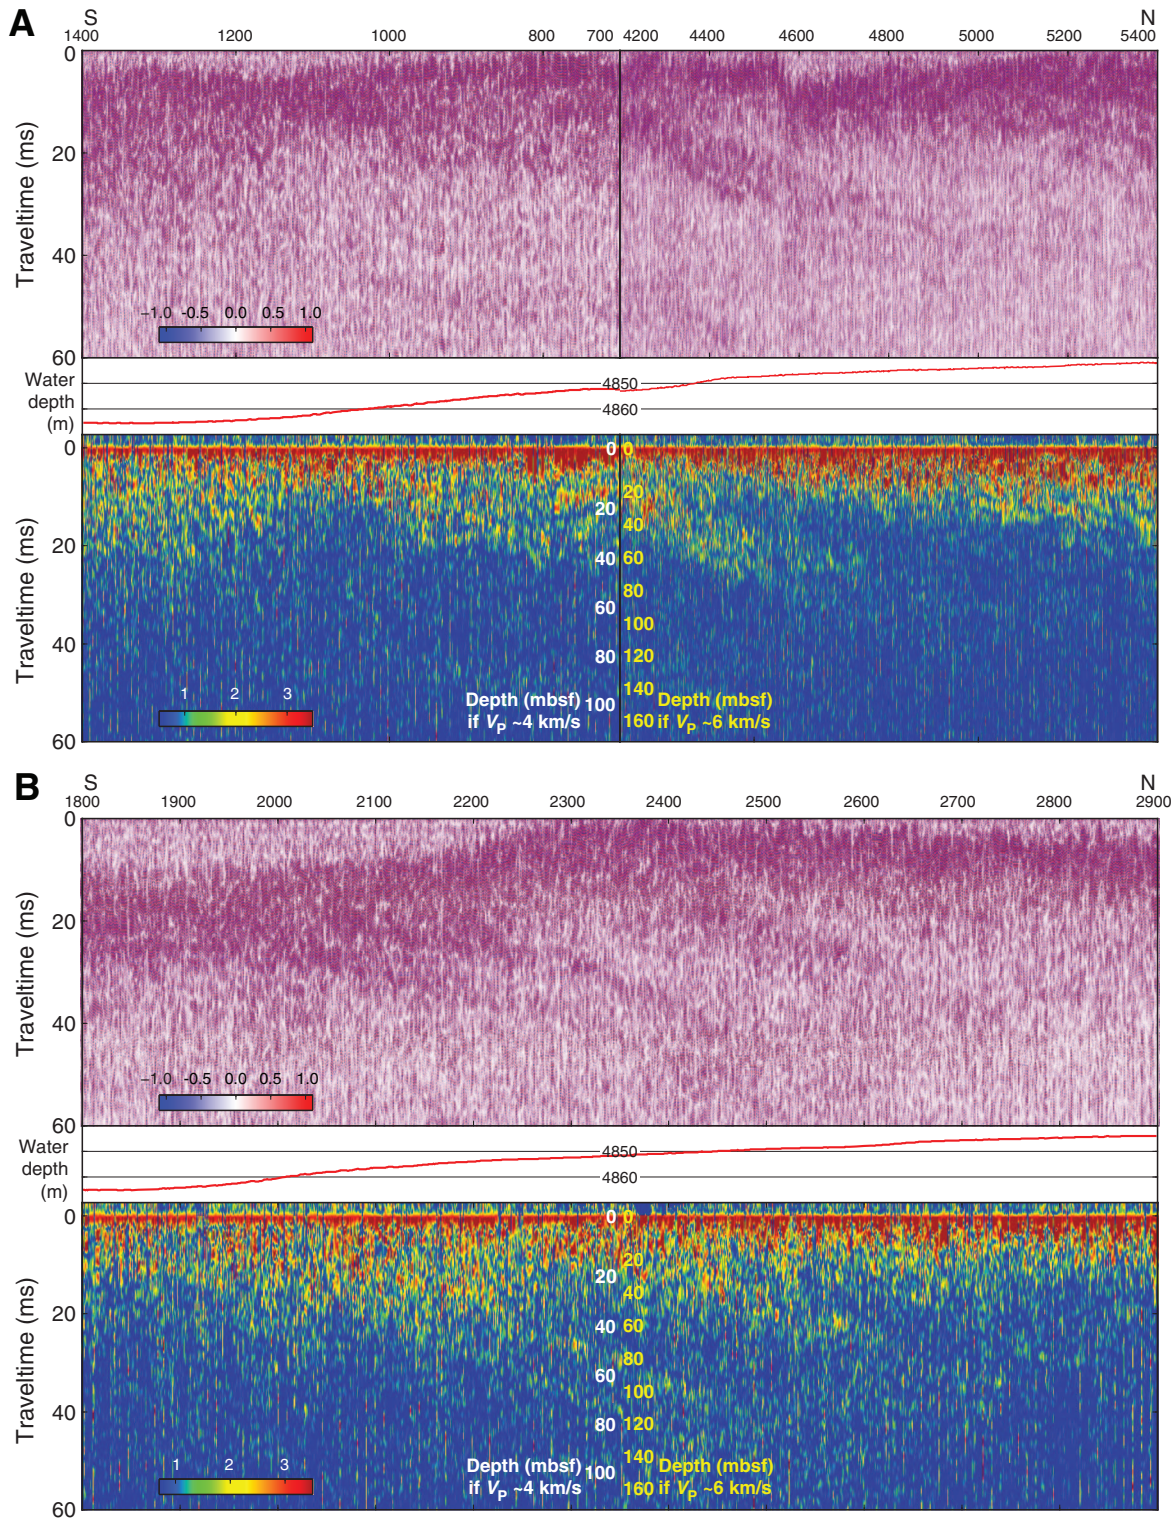 A
S N
1400 1200 1000 800 700 4200 4400 4600 4800 5000 5200 5400
0
20
40
60
Traveltime (ms)
−1.0 -0.5 0.0 0.5 1.0
Water
depth
(m)
4850
4860
0
20
40
60
Traveltime (ms)
0 0
20
20
40
40 60
80
60
100
80 120
140
100
160
1 2 3
Depth (mbsf)
if VP ~4 km/s
Depth (mbsf)
if VP ~6 km/s
B
S N
1800 1900 2000 2100 2200 2300 2400 2500 2600 2700 2800 2900
0
20
40
60
Traveltime (ms)
−1.0 -0.5 0.0 0.5 1.0
Water
depth
(m)
4850
4860
0
20
40
60
Traveltime (ms)
0 0
20
20
40
40 60
80
60
100
80 120
140
100
160
1 2 3
Depth (mbsf)
if VP ~4 km/s
Depth (mbsf)
if VP ~6 km/s